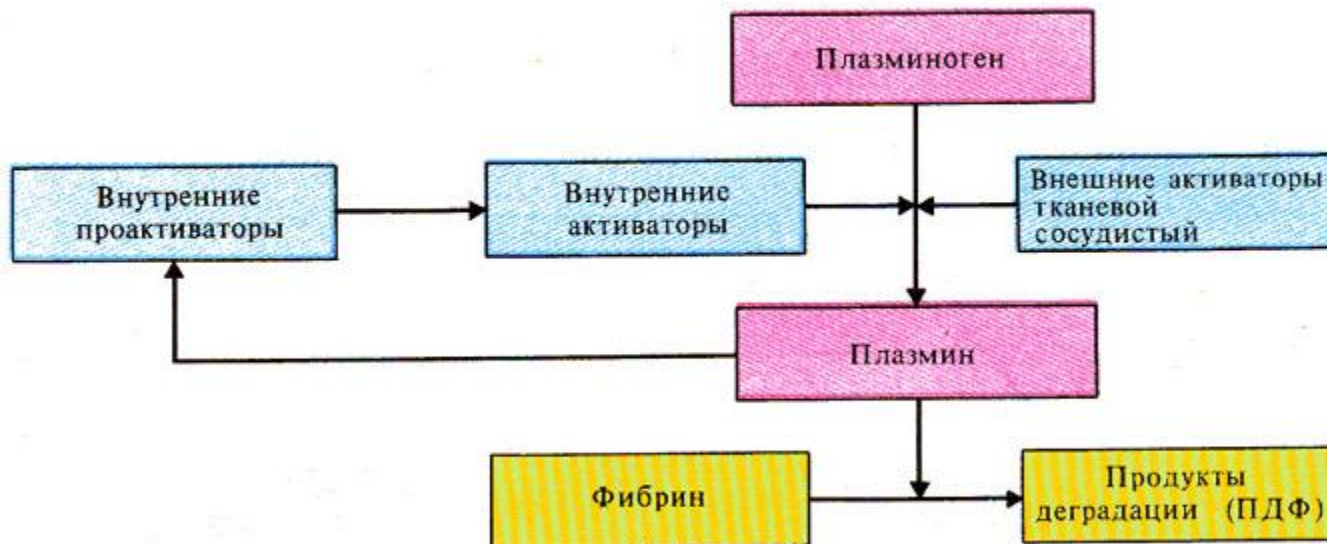 Плазминоген
Внутренние
проактиваторы
Внутренние
активаторы
Внешние активаторы
тканевой
сосудистый
Плазмин
Фибрин
Продукты
деградации (ПДФ)